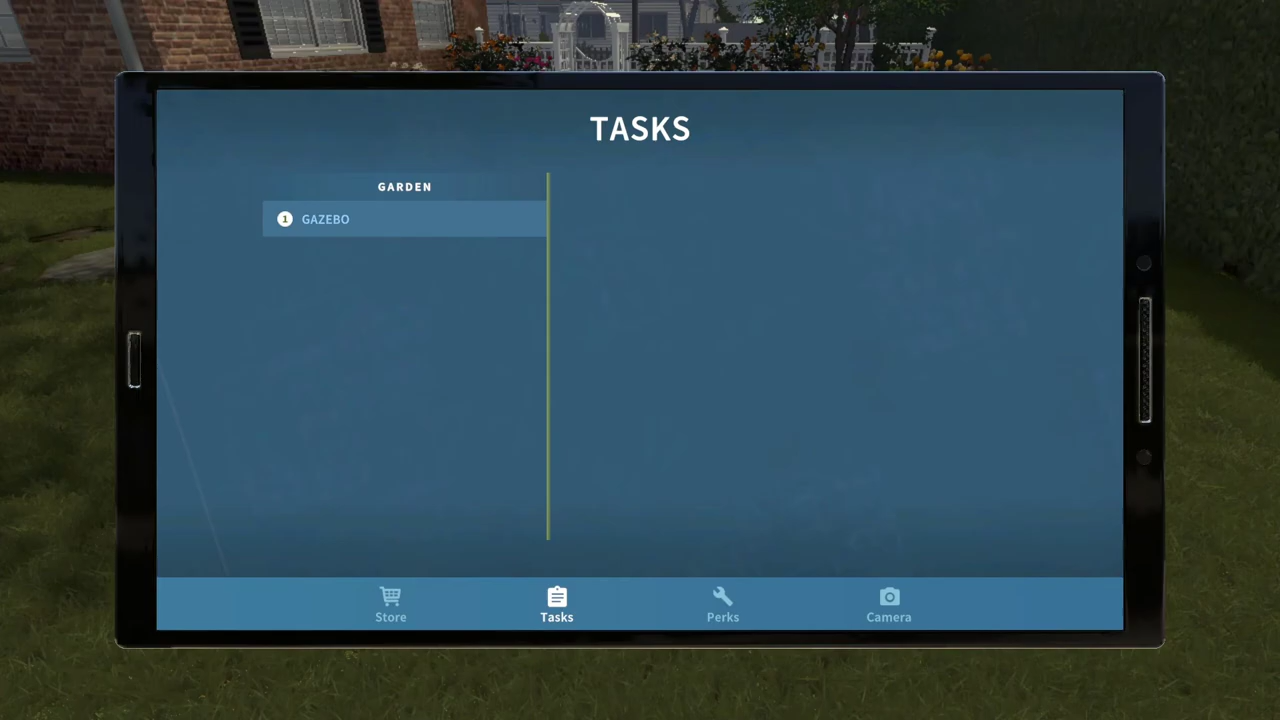 TASKS
GARDEN
1 GAZEBO
Store
Tasks
Perks
Camera